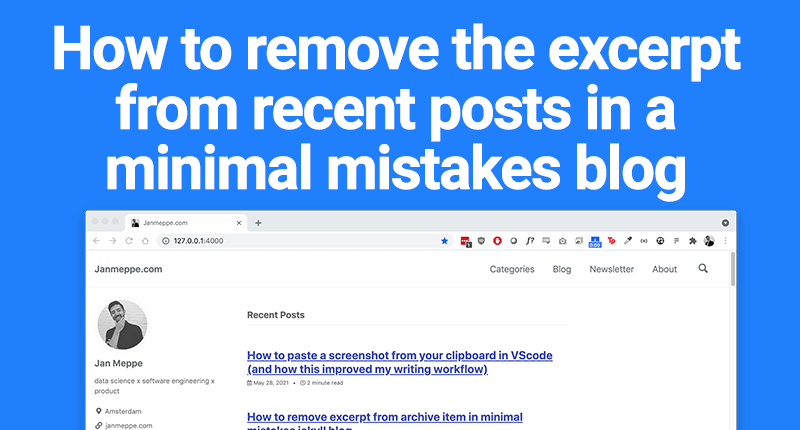 How to remove the excerpt
from recent posts in a
minimal mistakes blog
Janmeppe.com
127.0.0.1:4000
Janmeppe.com
Categories
Blog
Newsletter
About
Recent Posts
Jan Meppe
data science x software engineering x
product
Amsterdam
janmeppe.com
How to paste a screenshot from your clipboard in VScode
(and how this improved my writing workflow)
May 28, 2021 • 2 minute read
How to remove excerpt from archive item in minimal
mistakes jekyll blog